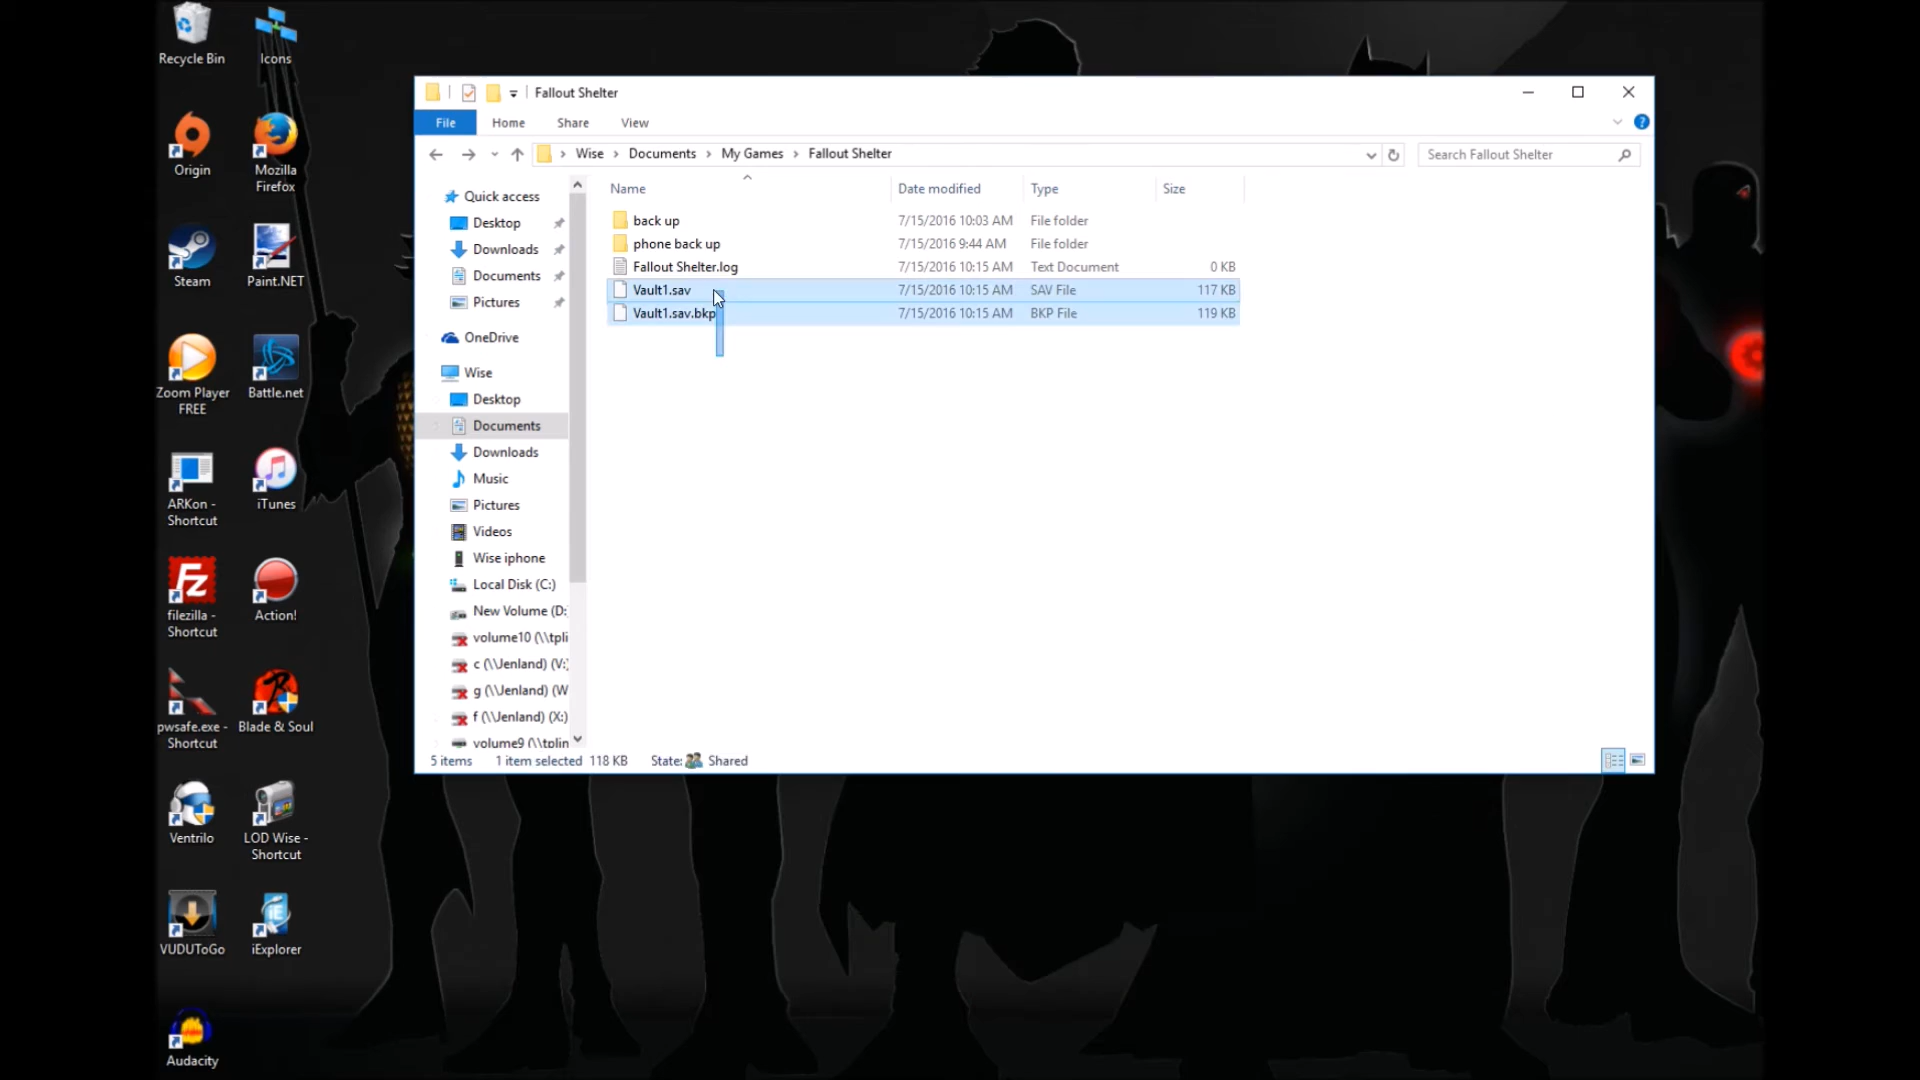 Recycle Bin
Icons
Origin
Mozilla
Firefox
Steam
Paint.NET
Zoom Player
FREE
Battle.net
ARKon -
Shortcut
iTunes
filezilla -
Shortcut
Action!
pwsafe.exe -
Shortcut
Blade & Soul
Ventrilo
LOD Wise -
Shortcut
VUDUToGo
iExplorer
Audacity
Fallout Shelter
File Home Share View
Wise > Documents > My Games > Fallout Shelter
Search Fallout Shelter
Quick access
Desktop
Downloads
Documents
Pictures
OneDrive
Wise
Desktop
Documents
Downloads
Music
Pictures
Videos
Wise iphone
Local Disk (C:)
New Volume (D:
volume10 (\\tpli
c (\\Jenland) (V:
g (\\Jenland) (W
f (\\Jenland) (X:)
volume9 (\\tplin
Name Date modified Type Size
back up 7/15/2016 10:03 AM File folder
phone back up 7/15/2016 9:44 AM File folder
Fallout Shelter.log 7/15/2016 10:15 AM Text Document 0 KB
Vault1.sav 7/15/2016 10:15 AM SAV File 117 KB
Vault1.sav.bkp 7/15/2016 10:15 AM BKP File 119 KB
5 items 1 item selected 118 KB State: Shared